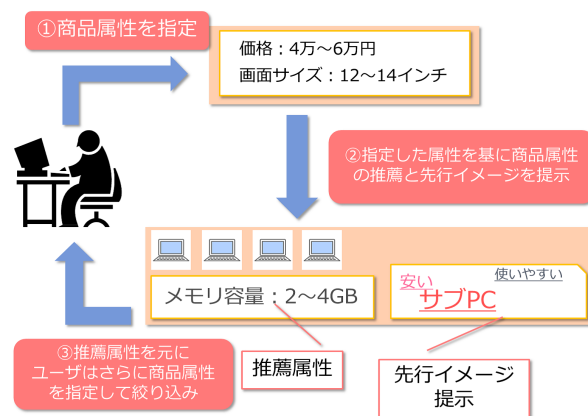 ①商品属性を指定
価格：4万～6万円
画面サイズ：12～14インチ
②指定した属性を基に商品属性
の推薦と先行イメージを提示
メモリ容量：2～4GB
安い
使いやすい
サブPC
③推薦属性を元に
ユーザはさらに商品属性
を指定して絞り込み
推薦属性
先行イメージ
提示